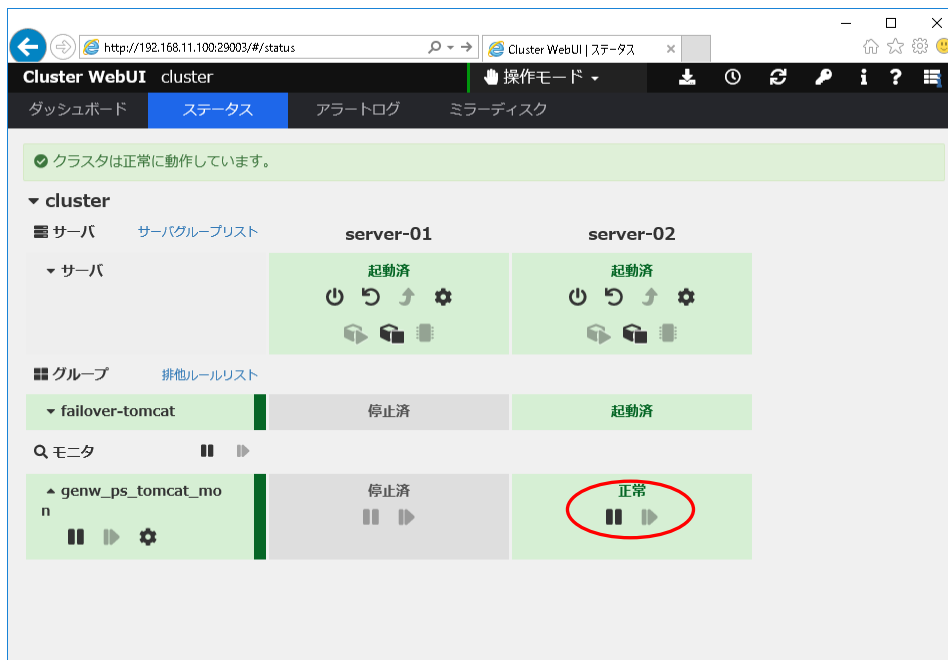 http://192.168.11.100:29003/#/status
Cluster WebUI | ステータス
Cluster WebUI cluster
操作モード
ダッシュボード ステータス アラートログ ミラーディスク
クラスタは正常に動作しています。
cluster
サーバ サーバグループリスト server-01 server-02
サーバ 起動済 起動済
グループ 排他ルールリスト
failover-tomcat 停止済 起動済
モニタ
genw_ps_tomcat_mo 停止済 正常
n